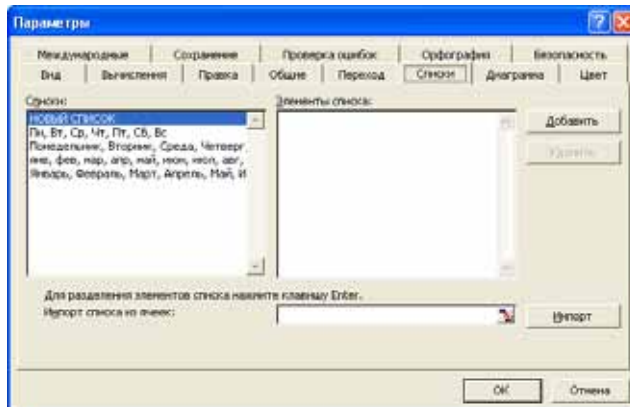 Параметры
Международные Сохранение Проверка ошибок Орфография Безопасность
Вид Вычисления Правка Общие Переход Списки Диаграмма Цвет
Списки:
НОВЫЙ СПИСОК
Пн, Вт, Ср, Чт, Пт, Сб, Вс
Понедельник, Вторник, Среда, Четверг
янв, фев, мар, апр, май, июн, июл, авг,
Январь, Февраль, Март, Апрель, Май, И
Элементы списка:
Добавить
Удалить
Для разделения элементов списка нажмите клавишу Enter.
Импорт списка из ячеек:
Импорт
ОК
Отмена